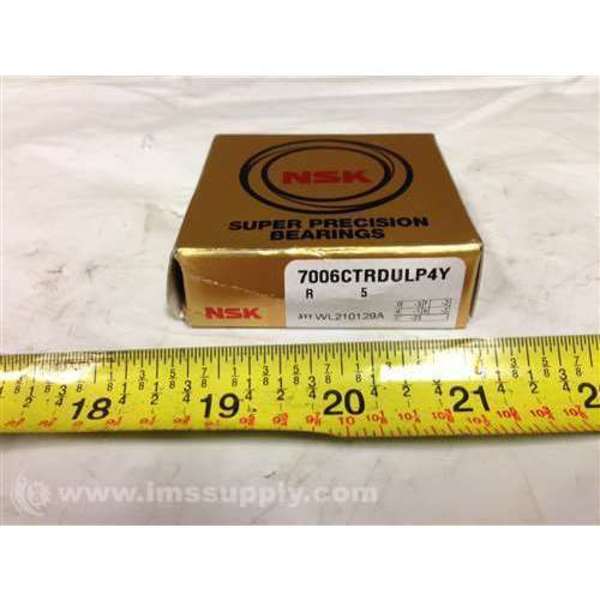 NSK
SUPER PRECISION
BEARINGS
7006CTRDULP4Y
R 5
NSK
WL210129A
18 19 20 21
www.imssupply.com